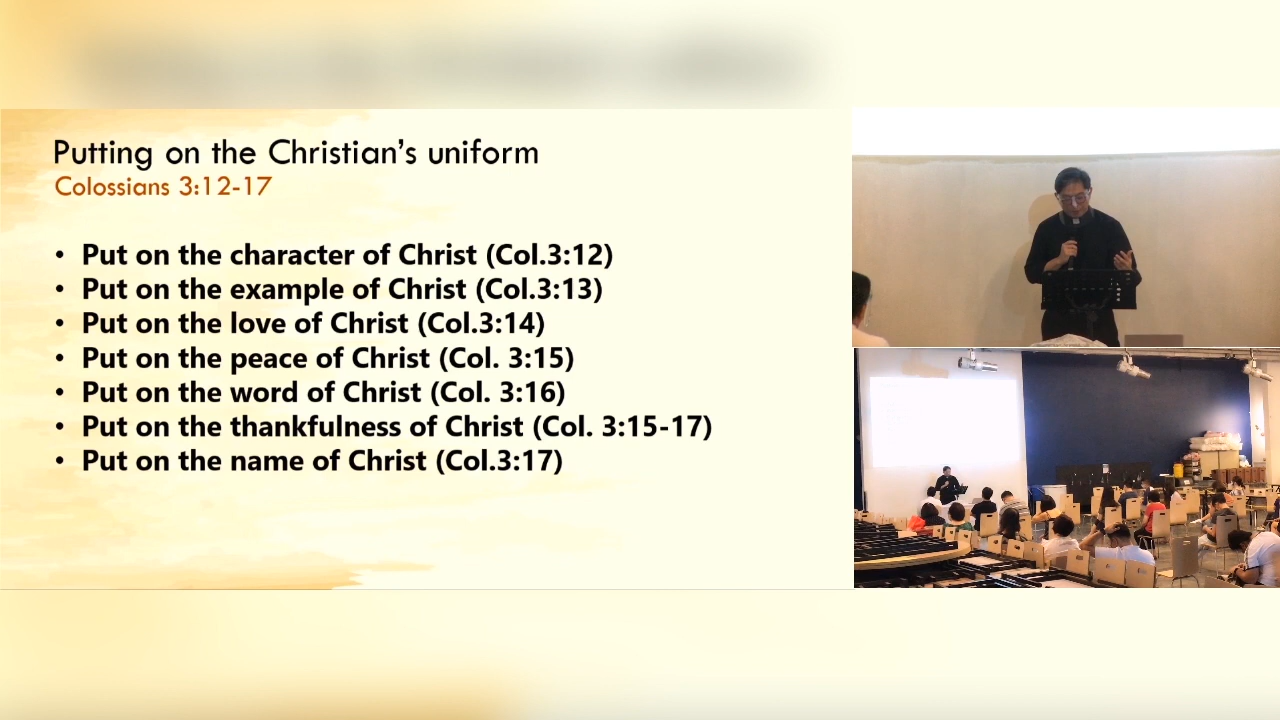 Putting on the Christian's uniform
Colossians 3:12-17
• Put on the character of Christ (Col.3:12)
• Put on the example of Christ (Col.3:13)
• Put on the love of Christ (Col.3:14)
• Put on the peace of Christ (Col. 3:15)
• Put on the word of Christ (Col. 3:16)
• Put on the thankfulness of Christ (Col. 3:15-17)
• Put on the name of Christ (Col.3:17)